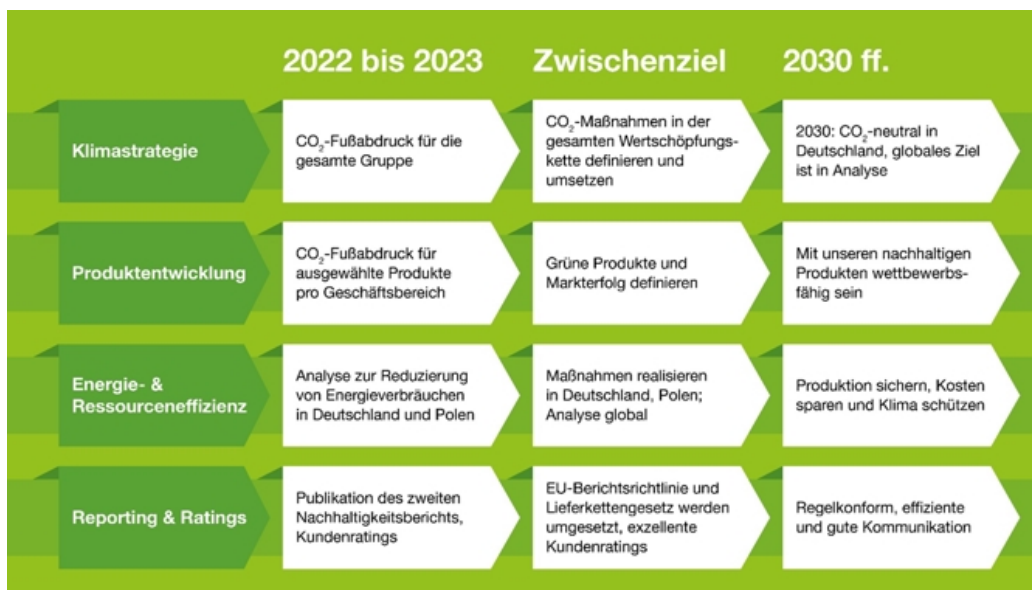 2022 bis 2023
Zwischenziel
2030 ff.
Klimastrategie
CO₂-Fußabdruck für die
gesamte Gruppe
CO₂-Maßnahmen in der
gesamten Wertschöpfungs-
kette definieren und
umsetzen
2030: CO₂-neutral in
Deutschland, globales Ziel
ist in Analyse
Produktentwicklung
CO₂-Fußabdruck für
ausgewählte Produkte
pro Geschäftsbereich
Grüne Produkte und
Markterfolg definieren
Mit unseren nachhaltigen
Produkten wettbewerbs-
fähig sein
Energie- &
Ressourceneffizienz
Analyse zur Reduzierung
von Energieverbräuchen
in Deutschland und Polen
Maßnahmen realisieren
in Deutschland, Polen;
Analyse global
Produktion sichern, Kosten
sparen und Klima schützen
Reporting & Ratings
Publikation des zweiten
Nachhaltigkeitsberichts,
Kundenratings
EU-Berichtsrichtlinie und
Lieferkettengesetz werden
umgesetzt, exzellente
Kundenratings
Regelkonform, effiziente
und gute Kommunikation